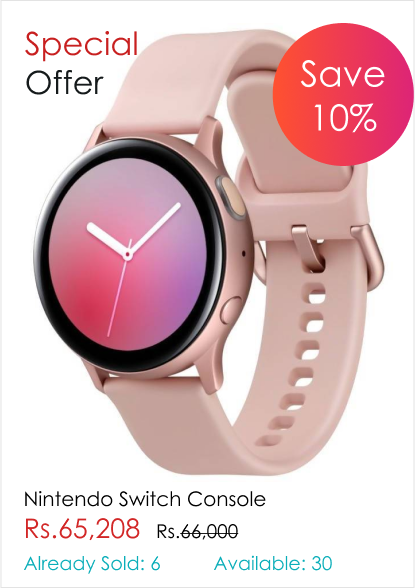 Special
Offer
Save
10%
Nintendo Switch Console
Rs.65,208 Rs.66,000
Already Sold: 6 Available: 30